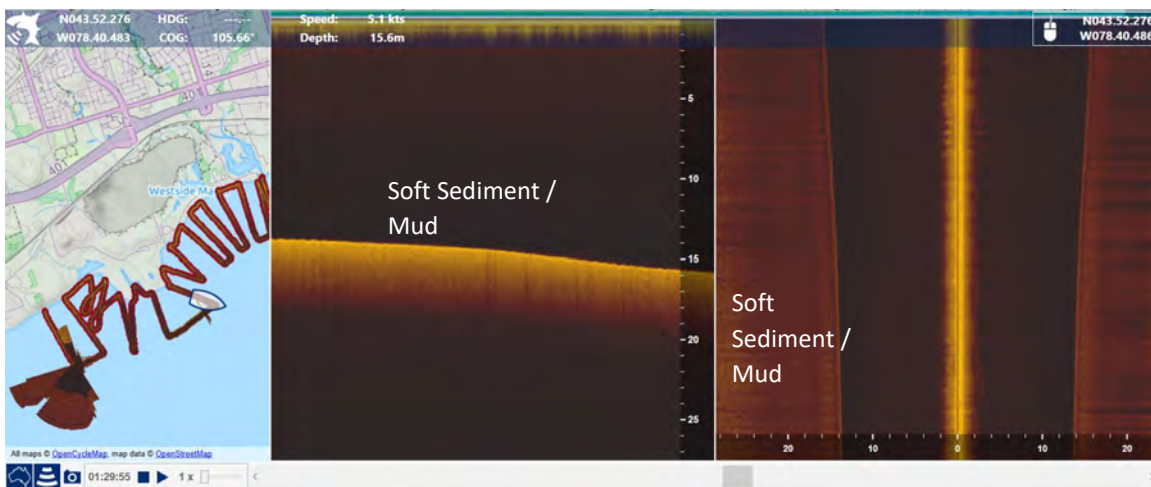 N043.52.276 HDG: ---.--
W078.40.483 COG: 105.66°
Speed: 5.1 kts
Depth: 15.6m
N043.52.276
W078.40.486
401
401
401
Westside Ma
Soft Sediment /
Mud
5
10
15
20
25
Soft
Sediment /
Mud
20 10 0 10 20
All maps © OpenCycleMap, map data © OpenStreetMap
01:29:55 1 x